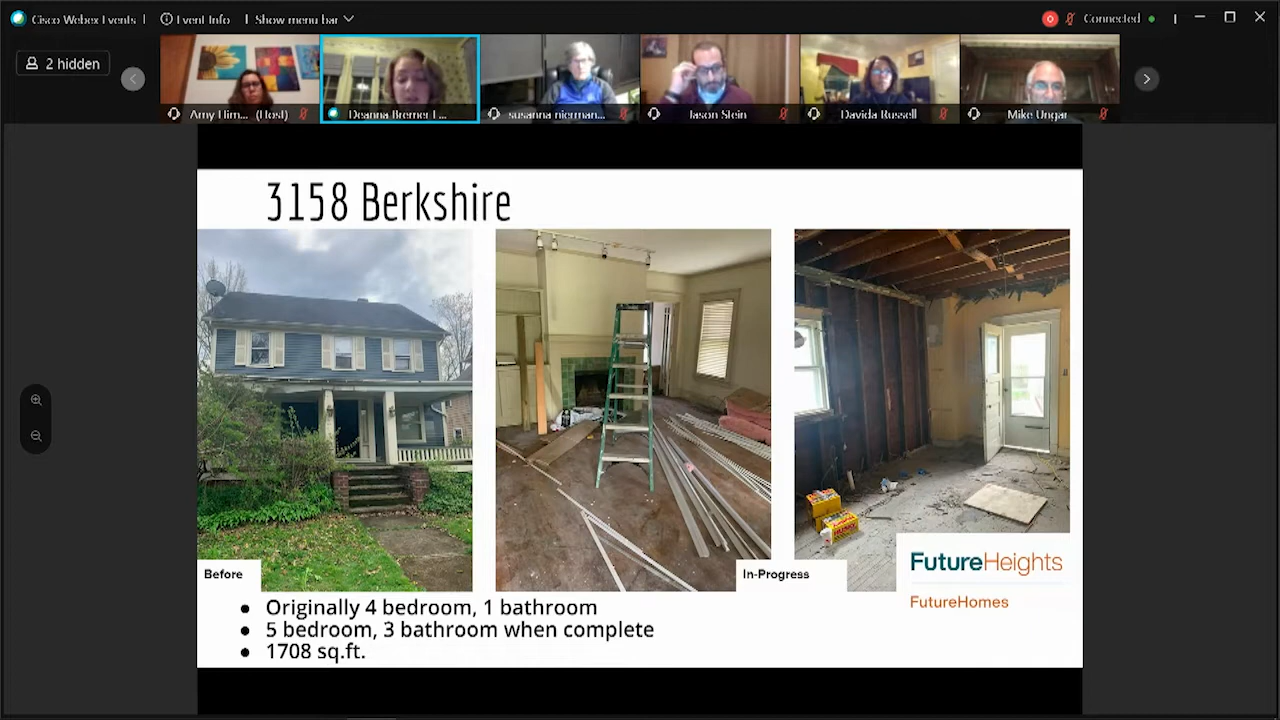 Cisco Webex Events
Event Info
Show menu bar
Connected
2 hidden
Amy Him... (Host)
Deanna Bremer F...
susanna nierman...
Jason Stein
Davida Russell
Mike Ungar
3158 Berkshire
Before
In-Progress
FutureHeights
FutureHomes
• Originally 4 bedroom, 1 bathroom
• 5 bedroom, 3 bathroom when complete
• 1708 sq.ft.